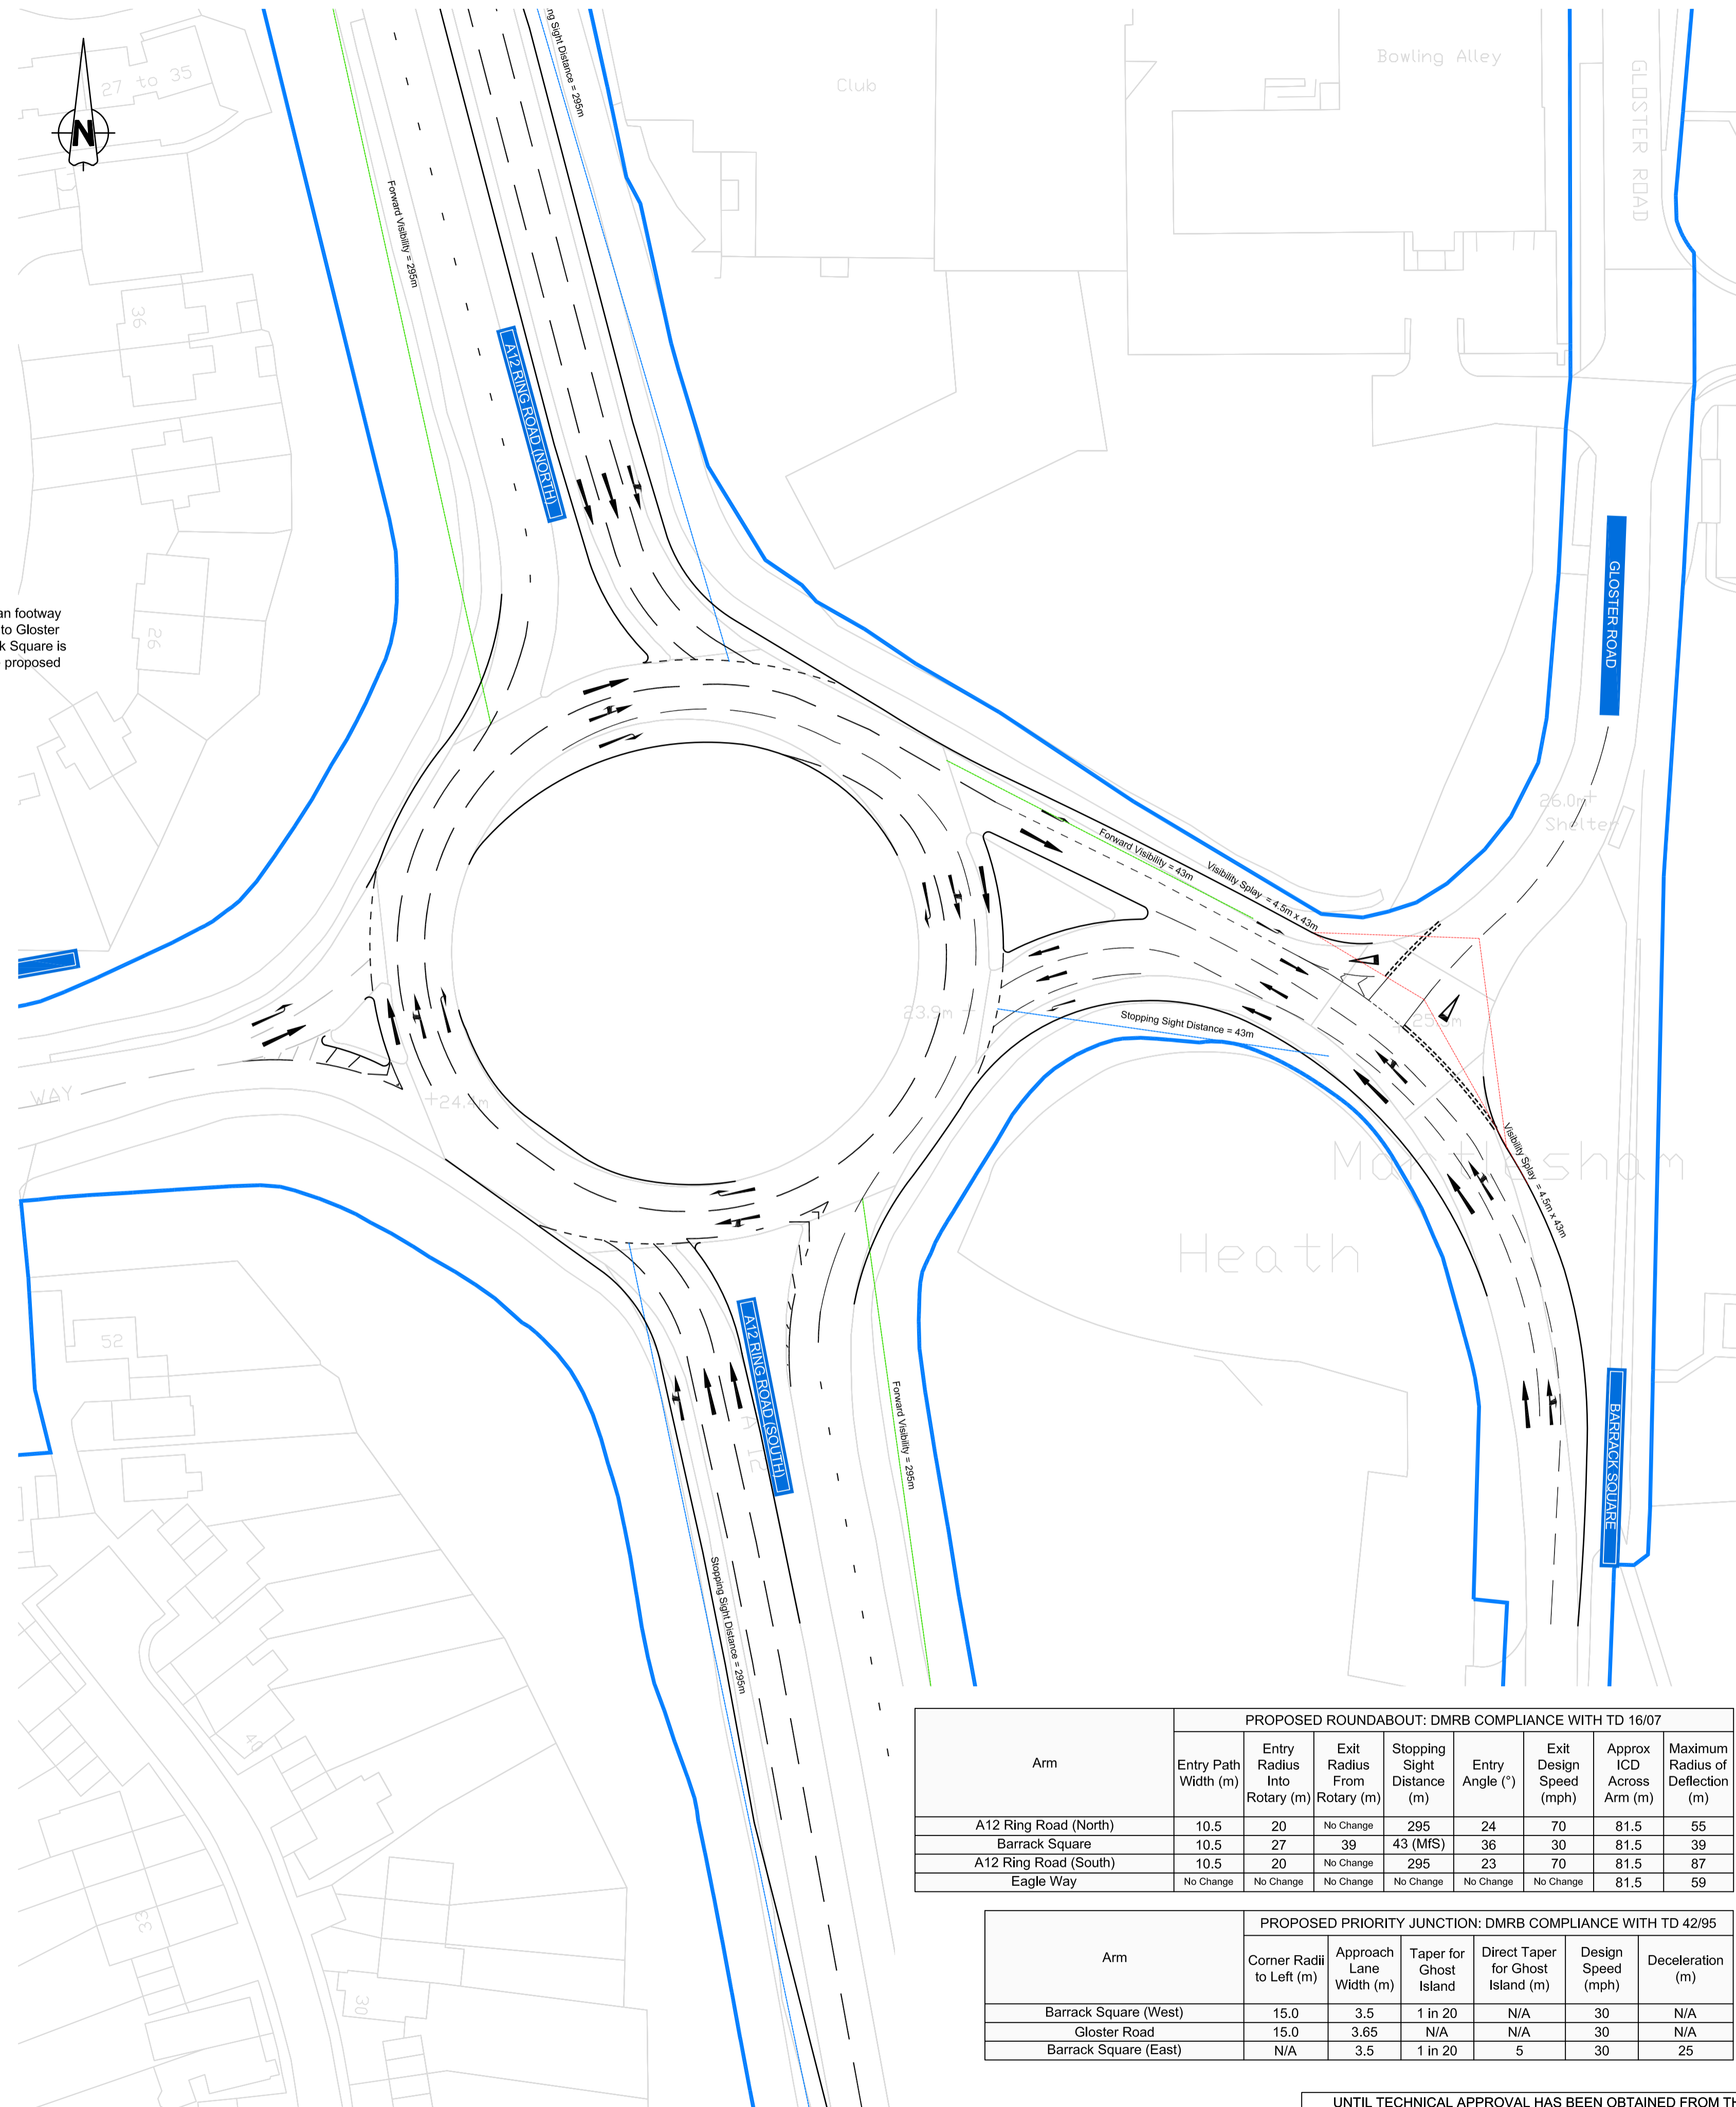 27 to 35
N
Club
Bowling Alley
GLOSTER ROAD
Sight Distance = 295m
Forward Visibility = 295m
36
A12 RING ROAD (NORTH)
an footway
to Gloster
k Square is
proposed
26
GLOSTER ROAD
26.0m
Shelter
Forward Visibility = 43m
Visibility Splay = 4.5m x 43m
23.9m
Stopping Sight Distance = 43m
WAY
24.4m
Martlesham
Heath
Visibility Splay = 4.5m x 43m
52
A12 RING ROAD (SOUTH)
A 12
Forward Visibility = 295m
BARRACK SQUARE
Stopping Sight Distance = 295m
40
33
30
PROPOSED ROUNDABOUT: DMRB COMPLIANCE WITH TD 16/07
Arm Entry Path Width (m) Entry Radius Into Rotary (m) Exit Radius From Rotary (m) Stopping Sight Distance (m) Entry Angle (°) Exit Design Speed (mph) Approx ICD Across Arm (m) Maximum Radius of Deflection (m)
A12 Ring Road (North) 10.5 20 No Change 295 24 70 81.5 55
Barrack Square 10.5 27 39 43 (MfS) 36 30 81.5 39
A12 Ring Road (South) 10.5 20 No Change 295 23 70 81.5 87
Eagle Way No Change No Change No Change No Change No Change No Change 81.5 59
PROPOSED PRIORITY JUNCTION: DMRB COMPLIANCE WITH TD 42/95
Arm Corner Radii to Left (m) Approach Lane Width (m) Taper for Ghost Island Direct Taper for Ghost Island (m) Design Speed (mph) Deceleration (m)
Barrack Square (West) 15.0 3.5 1 in 20 N/A 30 N/A
Gloster Road 15.0 3.65 N/A N/A 30 N/A
Barrack Square (East) N/A 3.5 1 in 20 5 30 25
UNTIL TECHNICAL APPROVAL HAS BEEN OBTAINED FROM TH